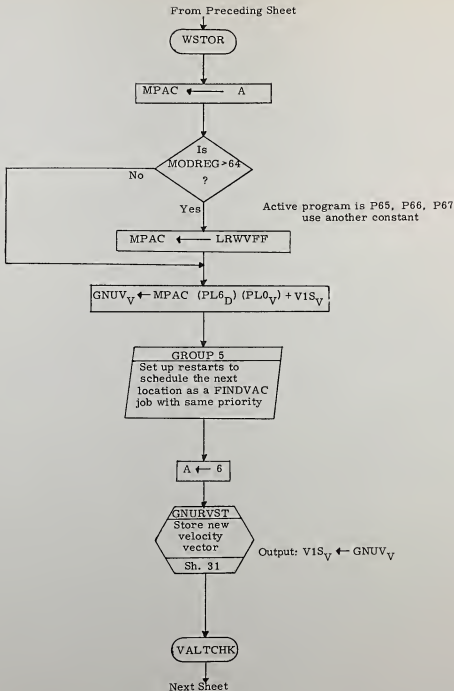 From Preceding Sheet
WSTOR
MPAC ← A
Is
MODREG>64
?
No
Yes
Active program is P65, P66, P67
use another constant
MPAC ← LRWVFF
GNUV_V ← MPAC (PL6_D) (PL0_V) + V1S_V
GROUP 5
Set up restarts to
schedule the next
location as a FINDVAC
job with same priority
A ← 6
GNURVST
Store new
velocity
vector
Sh. 31
Output: V1S_V ← GNUV_V
VALTCHK
Next Sheet